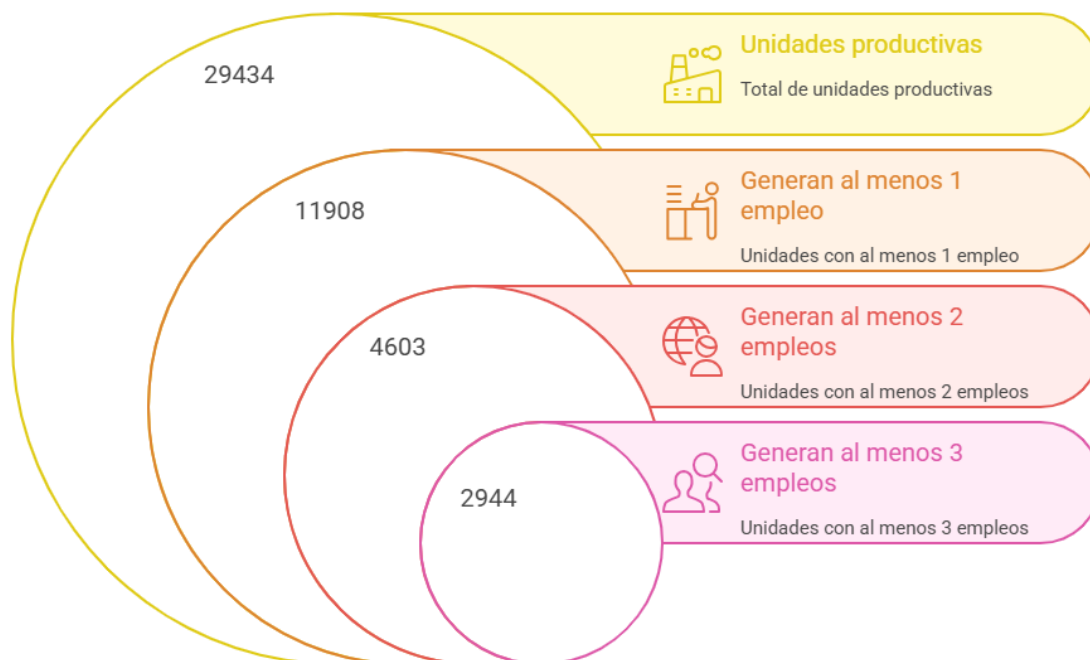 29434
Unidades productivas
Total de unidades productivas
11908
Generan al menos 1
empleo
Unidades con al menos 1 empleo
4603
Generan al menos 2
empleos
Unidades con al menos 2 empleos
2944
Generan al menos 3
empleos
Unidades con al menos 3 empleos